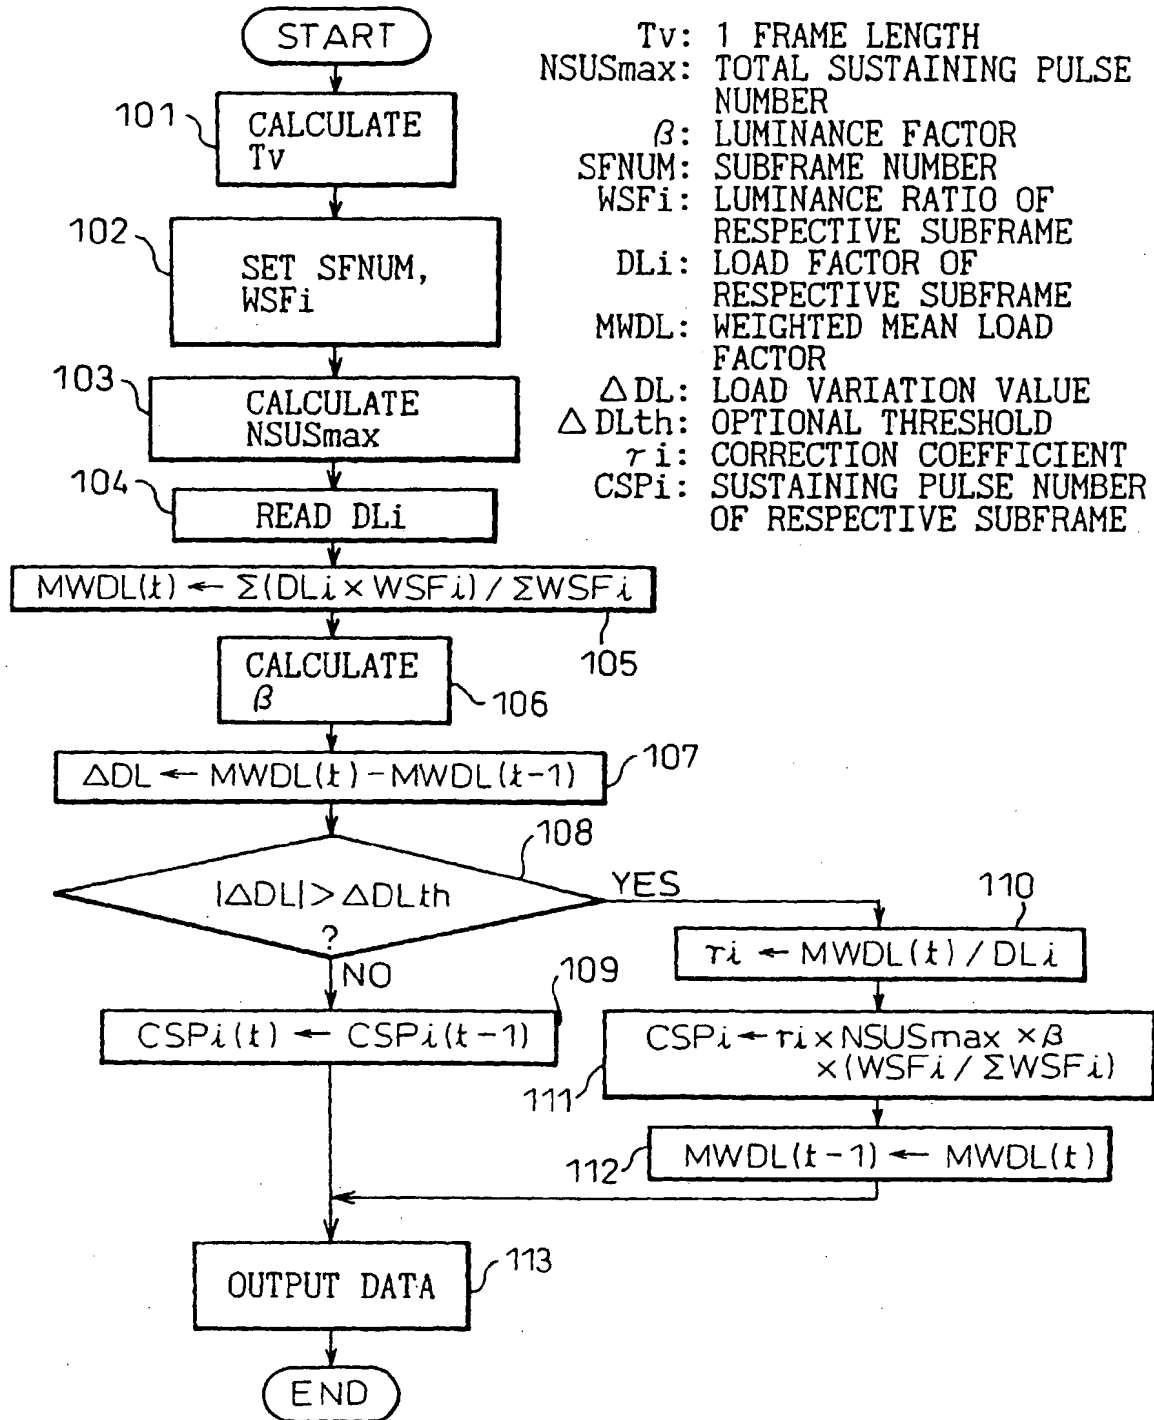 START
Tv: 1 FRAME LENGTH
NSUSmax: TOTAL SUSTAINING PULSE
NUMBER
β: LUMINANCE FACTOR
SFNUM: SUBFRAME NUMBER
WSFi: LUMINANCE RATIO OF
RESPECTIVE SUBFRAME
DLi: LOAD FACTOR OF
RESPECTIVE SUBFRAME
MWDL: WEIGHTED MEAN LOAD
FACTOR
△DL: LOAD VARIATION VALUE
△DLth: OPTIONAL THRESHOLD
γi: CORRECTION COEFFICIENT
CSPi: SUSTAINING PULSE NUMBER
OF RESPECTIVE SUBFRAME
101
CALCULATE
Tv
102
SET SFNUM,
WSFi
103
CALCULATE
NSUSmax
104
READ DLi
MWDL(t) ← Σ(DLi × WSFi) / ΣWSFi
105
CALCULATE
β
106
△DL ← MWDL(t) − MWDL(t−1)
107
108
|△DL| > △DLth
?
YES
NO
109
CSPi(t) ← CSPi(t−1)
110
γi ← MWDL(t) / DLi
CSPi ← γi × NSUSmax × β
× (WSFi / ΣWSFi)
111
112
MWDL(t−1) ← MWDL(t)
OUTPUT DATA
113
END